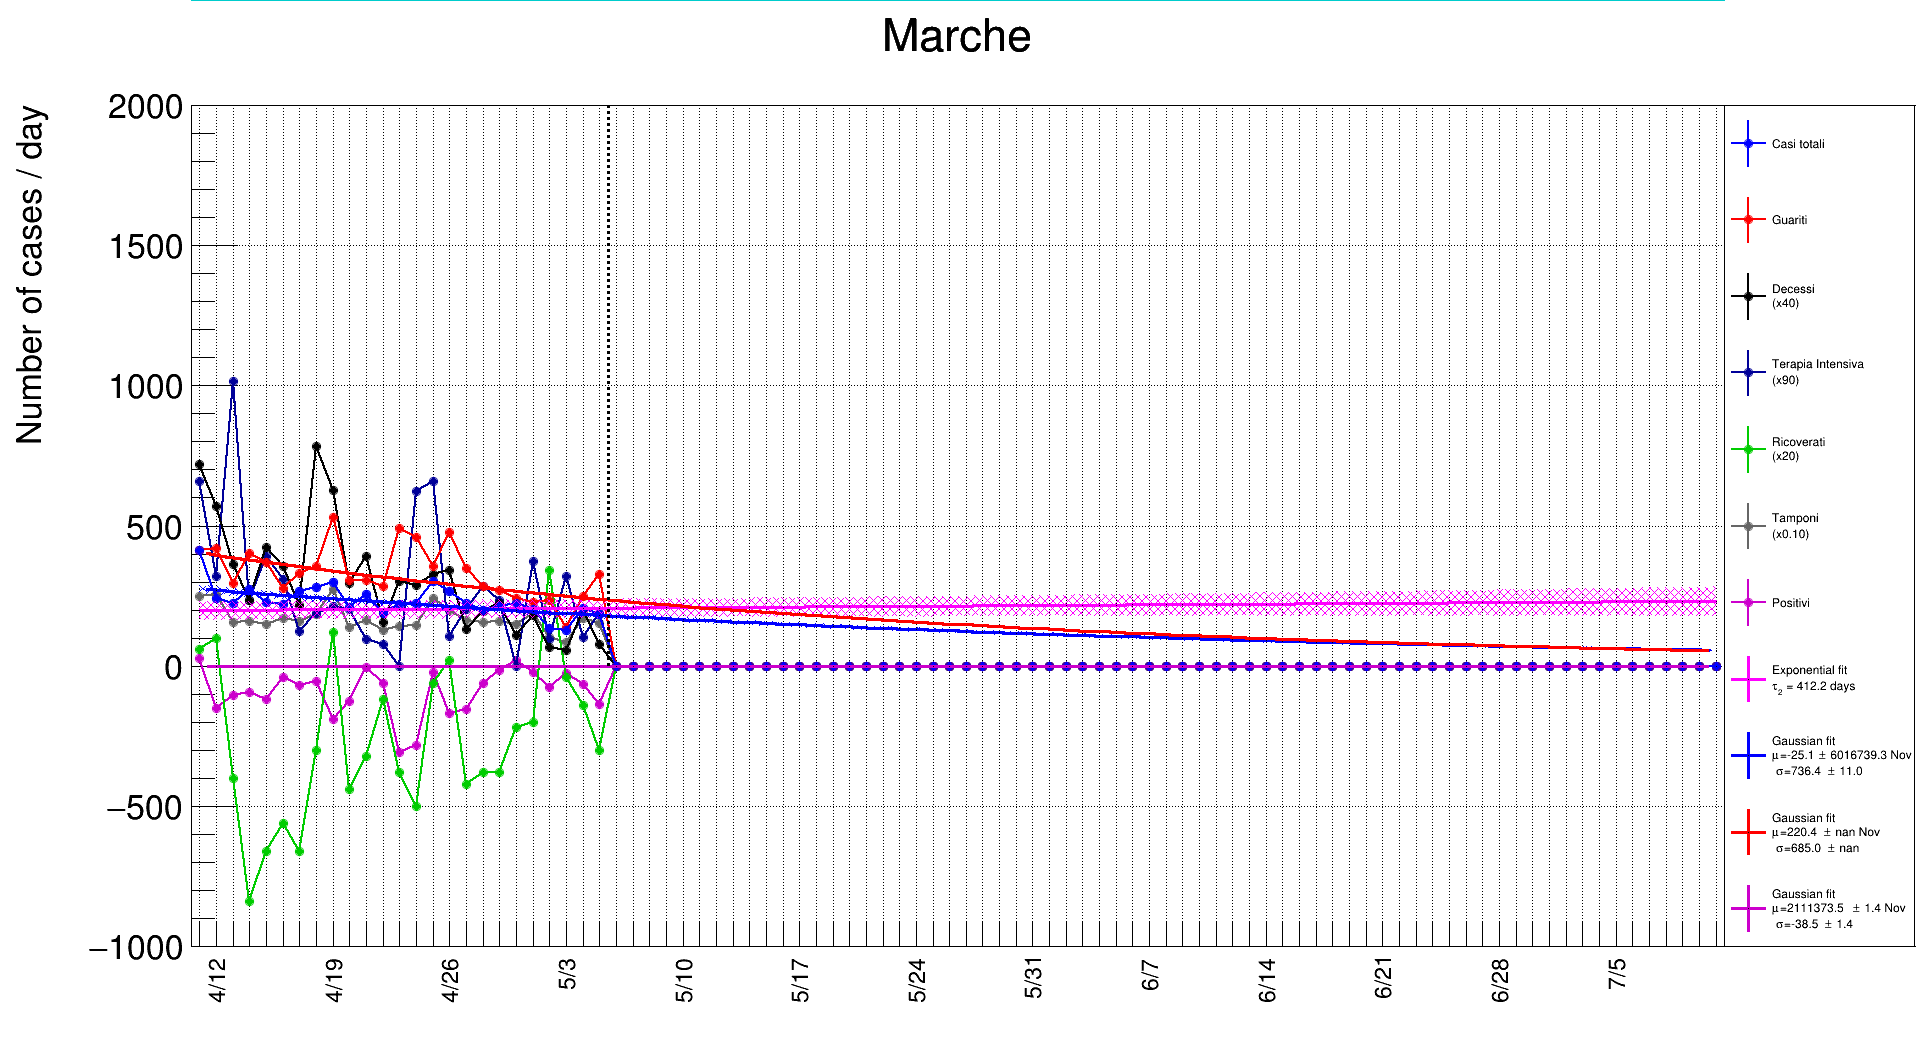 Marche
Number of cases / day
2000
1500
1000
500
0
−500
−1000
4/12
4/19
4/26
5/3
5/10
5/17
5/24
5/31
6/7
6/14
6/21
6/28
7/5
Casi totali
Guariti
Decessi
(x40)
Terapia Intensiva
(x90)
Ricoverati
(x20)
Tamponi
(x0.10)
Positivi
Exponential fit
τ2 = 412.2 days
Gaussian fit
μ=-25.1 ± 6016739.3 Nov
σ=736.4 ± 11.0
Gaussian fit
μ=220.4 ± nan Nov
σ=685.0 ± nan
Gaussian fit
μ=2111373.5 ± 1.4 Nov
σ=-38.5 ± 1.4